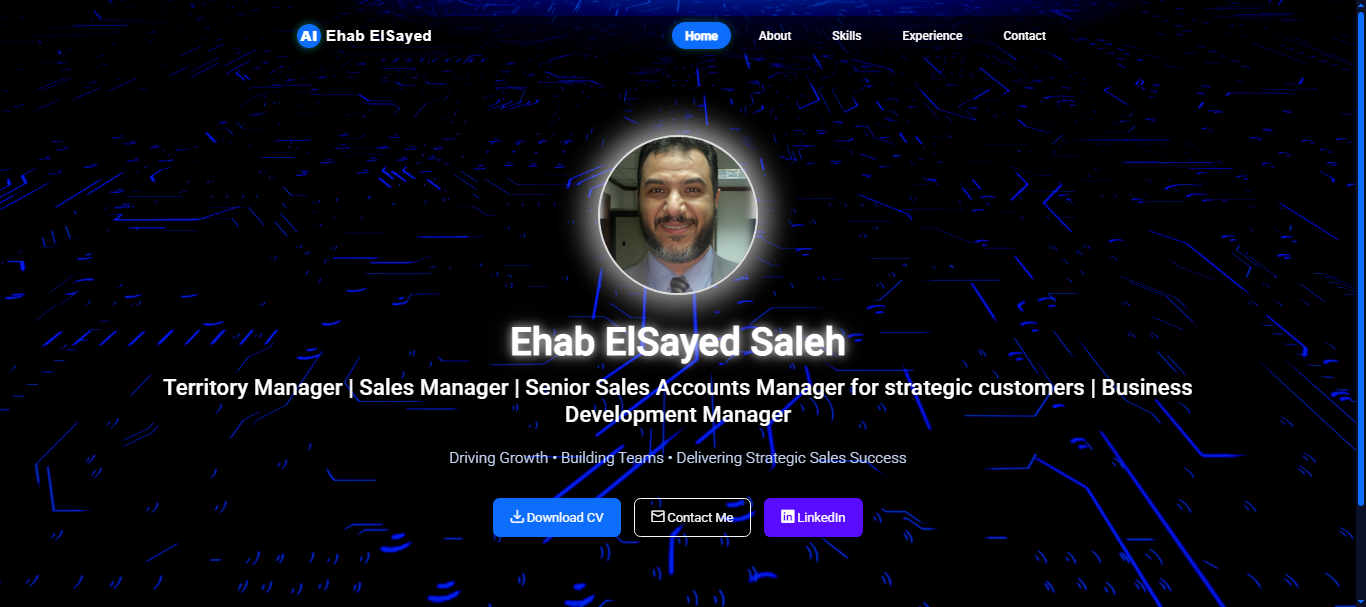 AI Ehab ElSayed
Home About Skills Experience Contact
Ehab ElSayed Saleh
Territory Manager | Sales Manager | Senior Sales Accounts Manager for strategic customers | Business
Development Manager
Driving Growth • Building Teams • Delivering Strategic Sales Success
Download CV
Contact Me
in LinkedIn